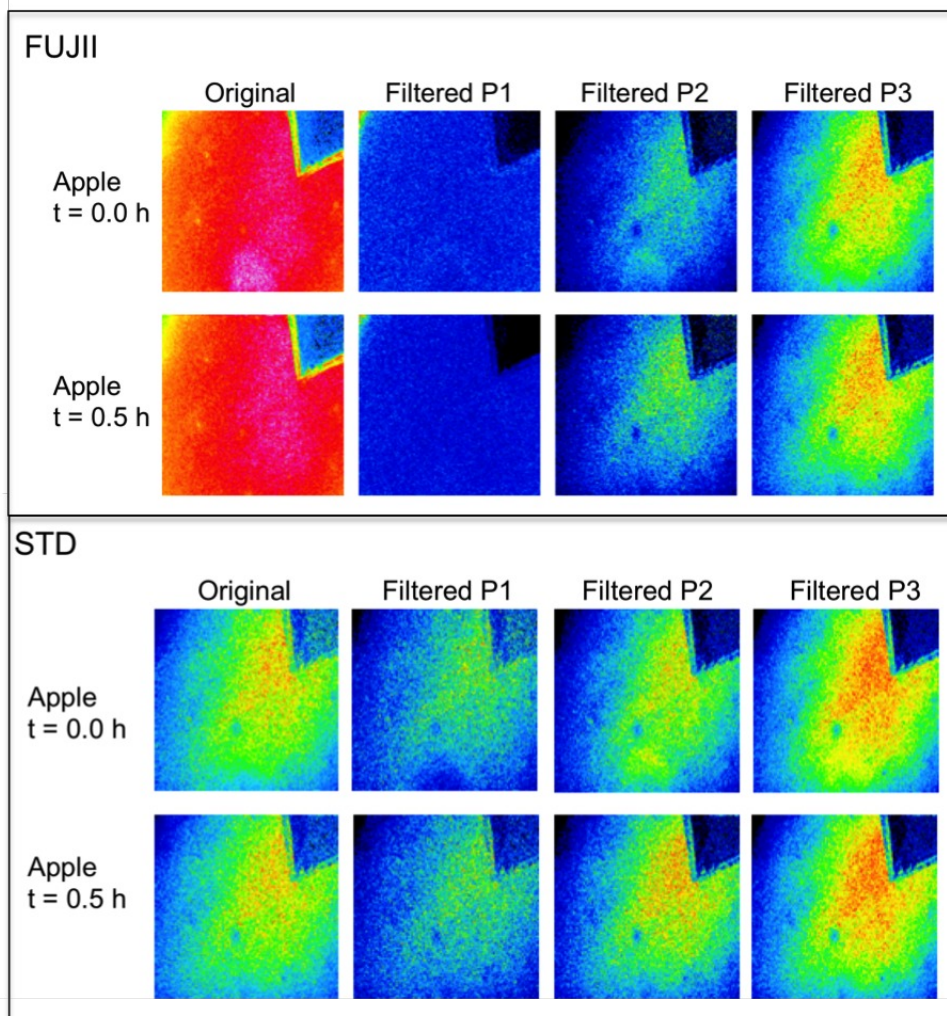 FUJII
Original Filtered P1 Filtered P2 Filtered P3
Apple
t = 0.0 h
Apple
t = 0.5 h
STD
Original Filtered P1 Filtered P2 Filtered P3
Apple
t = 0.0 h
Apple
t = 0.5 h